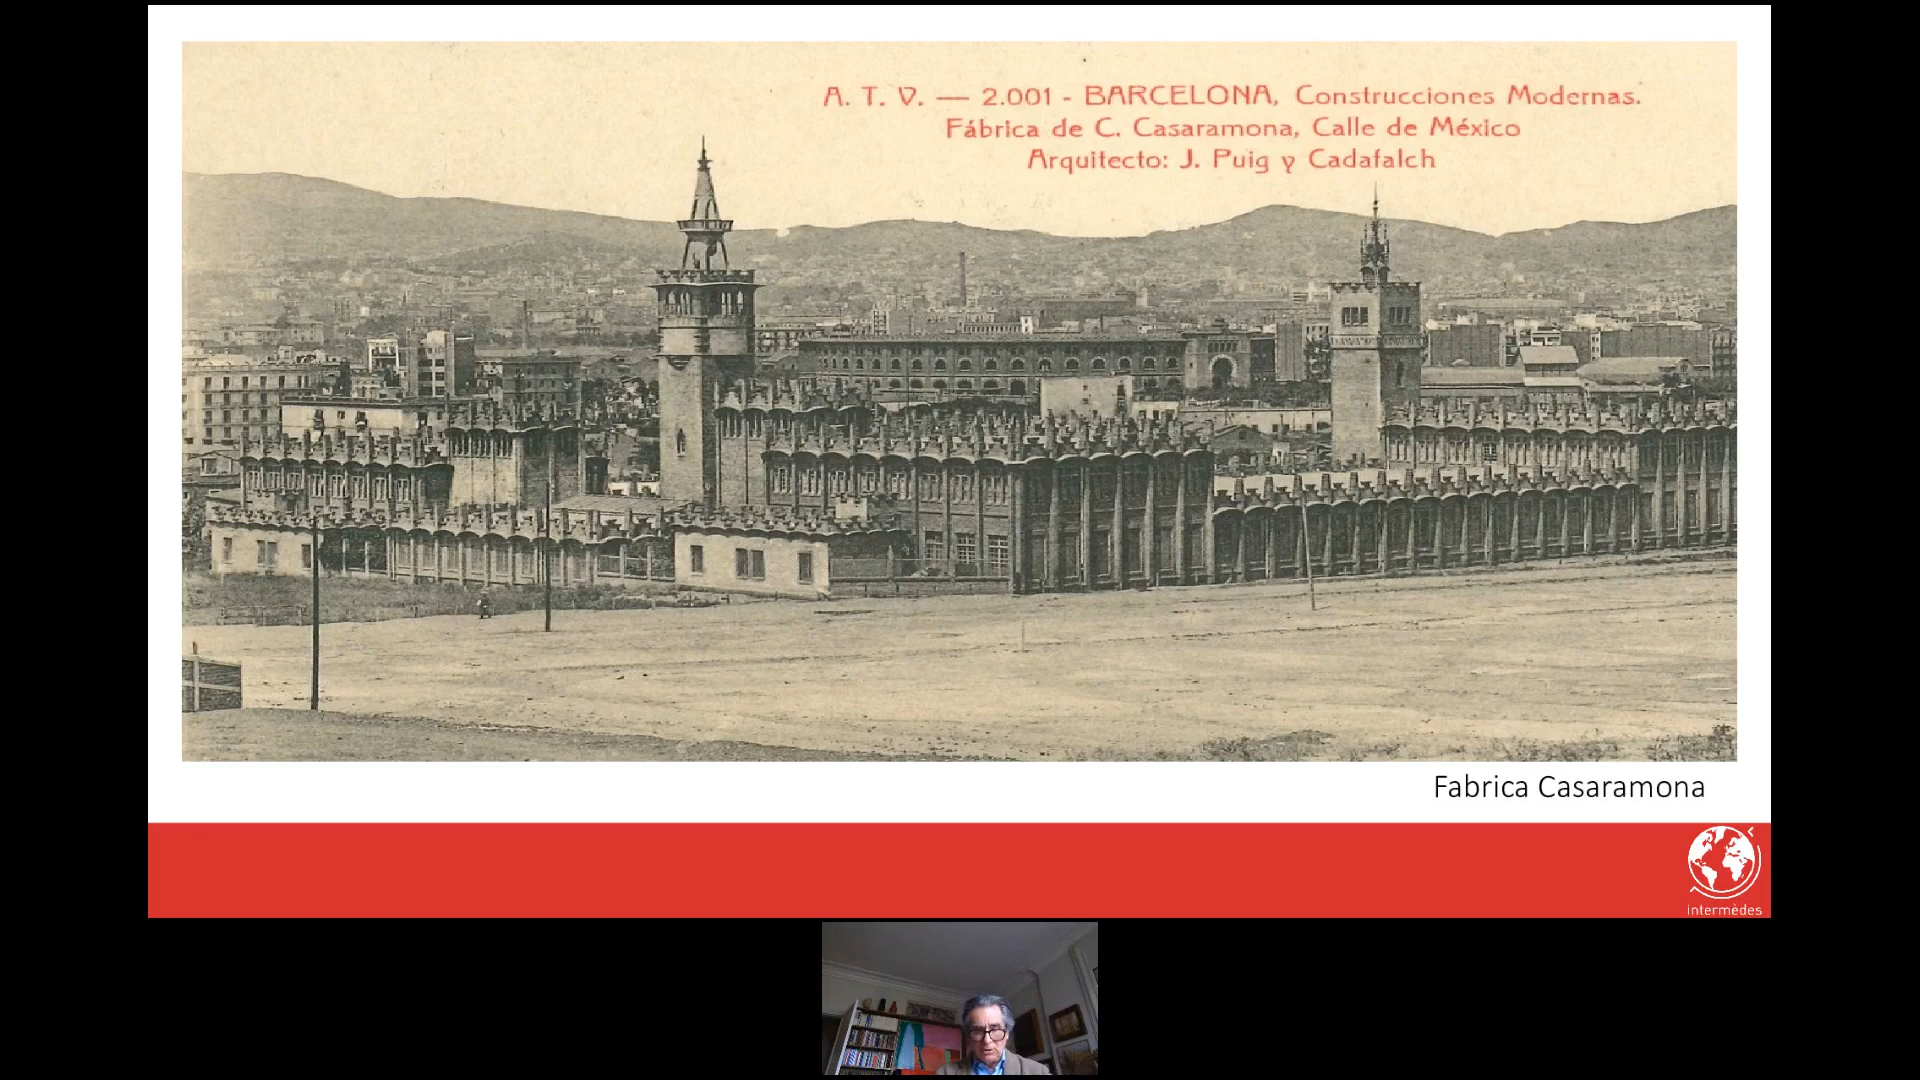 A. T. V. — 2.001 - BARCELONA, Construcciones Modernas.
Fábrica de C. Casaramona, Calle de México
Arquitecto: J. Puig y Cadafalch
Fabrica Casaramona
intermèdes